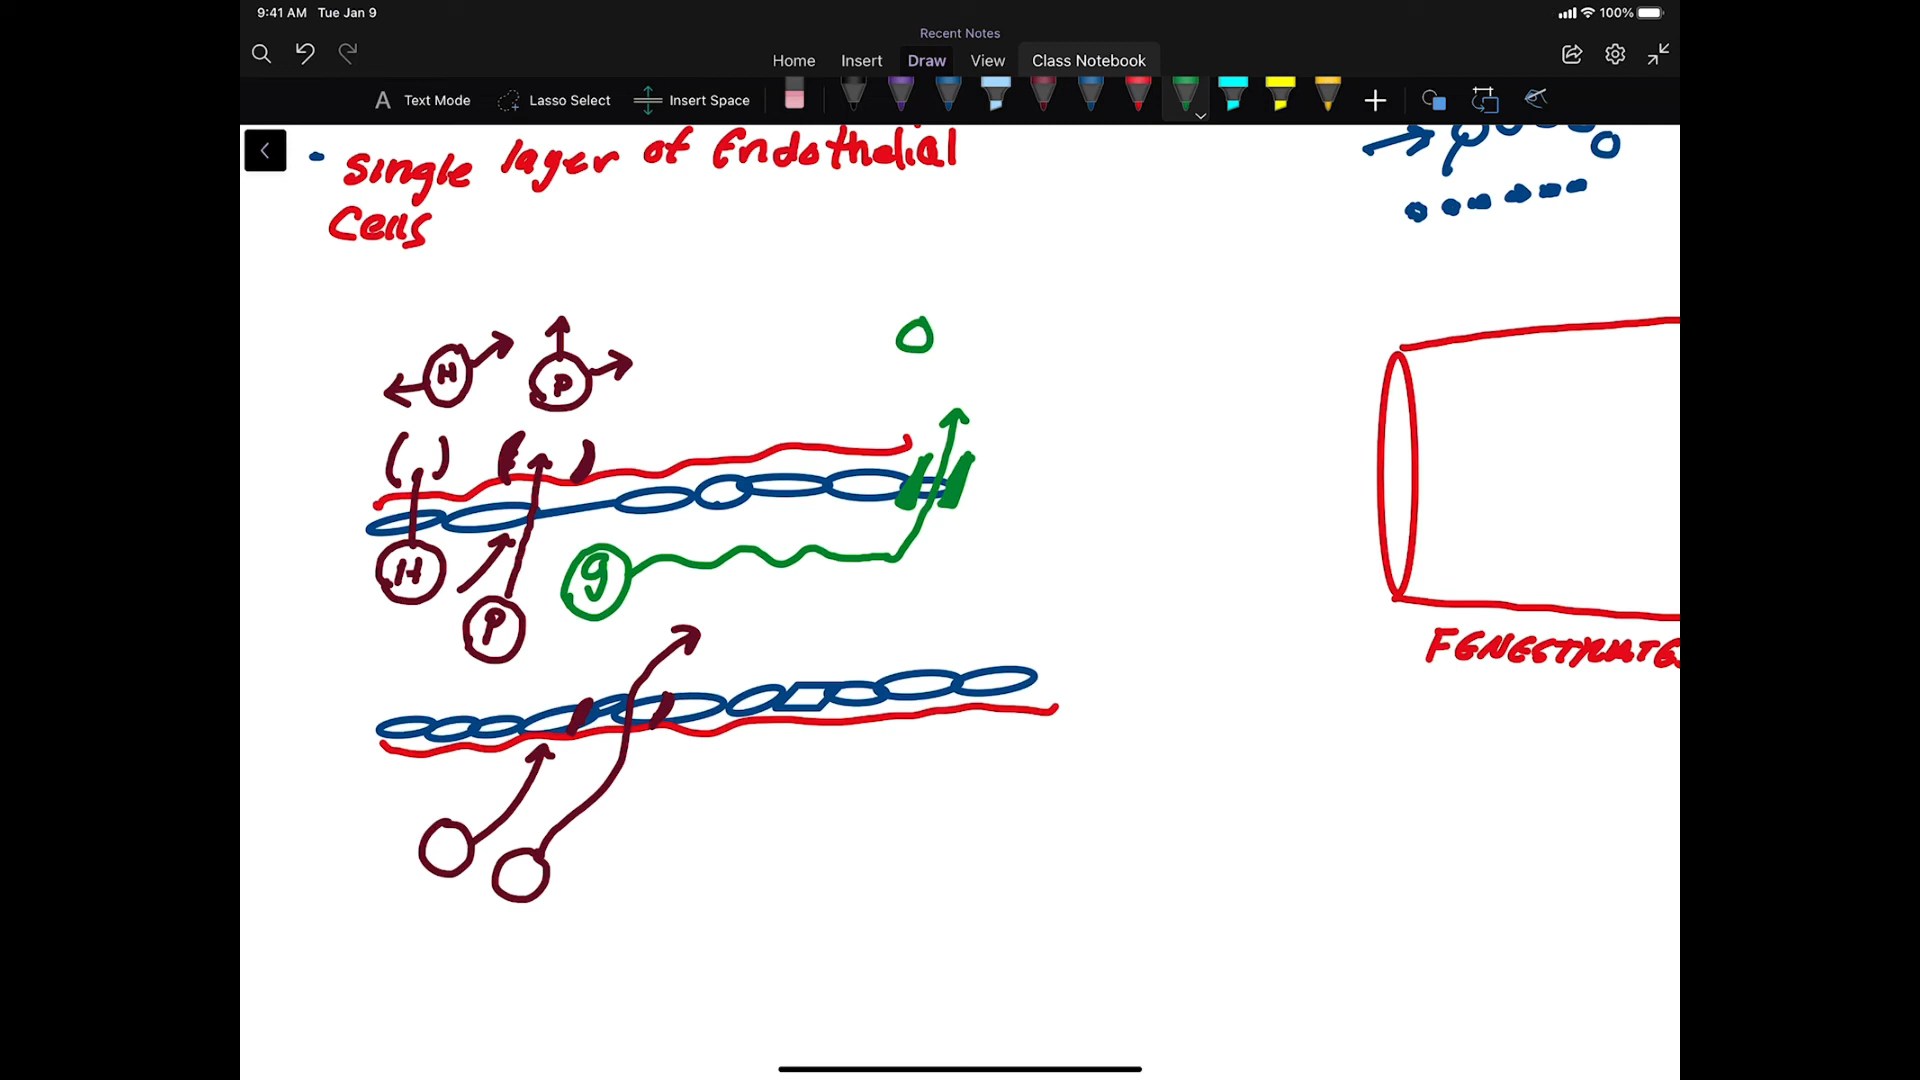 9:41 AM Tue Jan 9
100%
Recent Notes
Home Insert Draw View Class Notebook
Text Mode Lasso Select Insert Space
• Single layer of Endothelial
Cells
H P
H
P
g